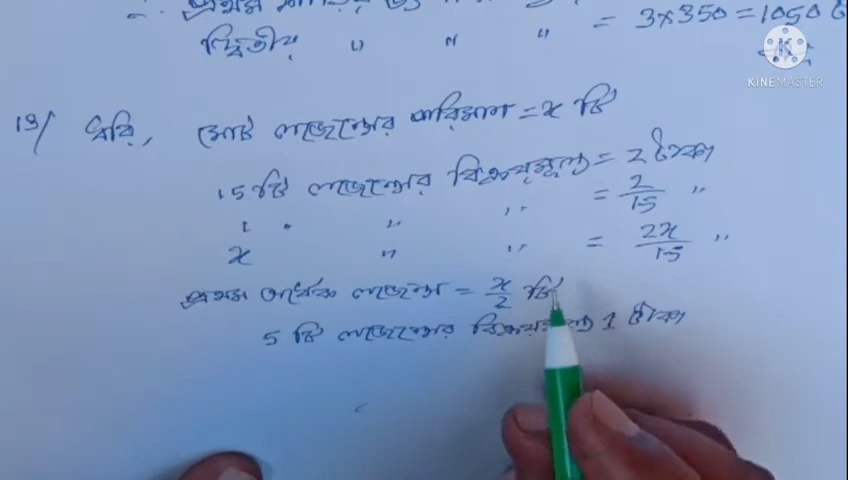 ∴ প্রথম
দ্বিতীয় " " " = 3×350 = 1050 ট
KINEMASTER
13/ ধরি, মোট লজেন্সের পরিমাণ = x টি
15 টি লজেন্সের বিক্রয়মূল্য = 2 টাকা
1 " " " = 2/15 "
x " " = 2x/15 "
প্রথম অর্ধেক লজেন্স = x/2 টি
5 টি লজেন্সের বিক্রয়মূল্য 1 টাকা